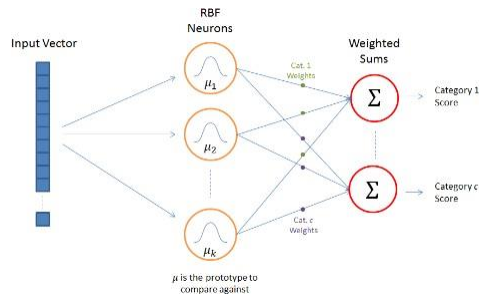 RBF
Neurons
Input Vector
Weighted
Sums
Cat. 1
Weights
μ1
Σ
Category 1
Score
μ2
Σ
Category c
Score
Cat. c
Weights
μk
μ is the prototype to
compare against